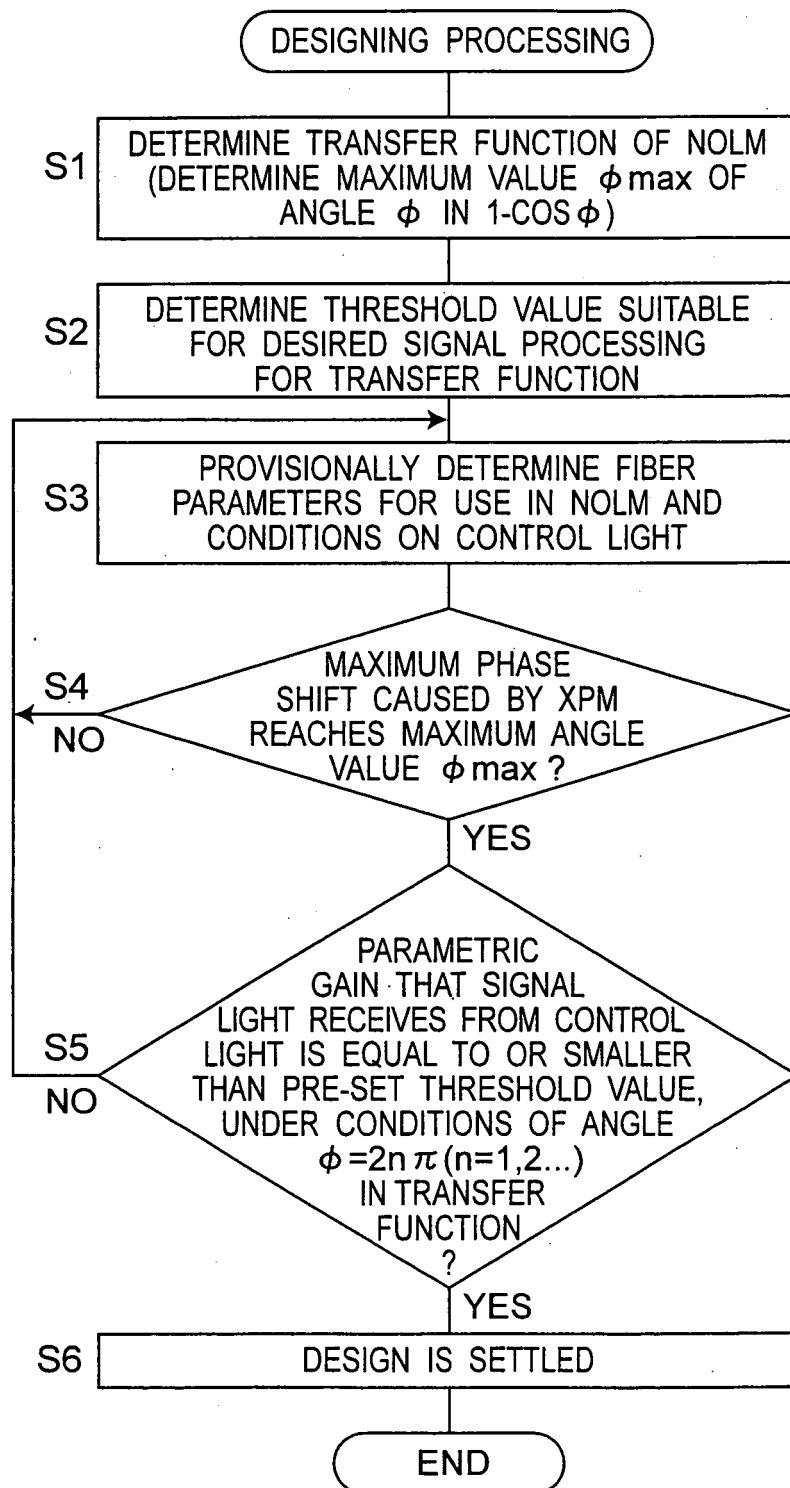 DESIGNING PROCESSING
S1
DETERMINE TRANSFER FUNCTION OF NOLM
(DETERMINE MAXIMUM VALUE φmax OF
ANGLE φ IN 1-COSφ)
S2
DETERMINE THRESHOLD VALUE SUITABLE
FOR DESIRED SIGNAL PROCESSING
FOR TRANSFER FUNCTION
S3
PROVISIONALLY DETERMINE FIBER
PARAMETERS FOR USE IN NOLM AND
CONDITIONS ON CONTROL LIGHT
S4
NO
MAXIMUM PHASE
SHIFT CAUSED BY XPM
REACHES MAXIMUM ANGLE
VALUE φmax ?
YES
S5
NO
PARAMETRIC
GAIN THAT SIGNAL
LIGHT RECEIVES FROM CONTROL
LIGHT IS EQUAL TO OR SMALLER
THAN PRE-SET THRESHOLD VALUE,
UNDER CONDITIONS OF ANGLE
φ=2nπ(n=1,2...)
IN TRANSFER
FUNCTION
?
YES
S6
DESIGN IS SETTLED
END